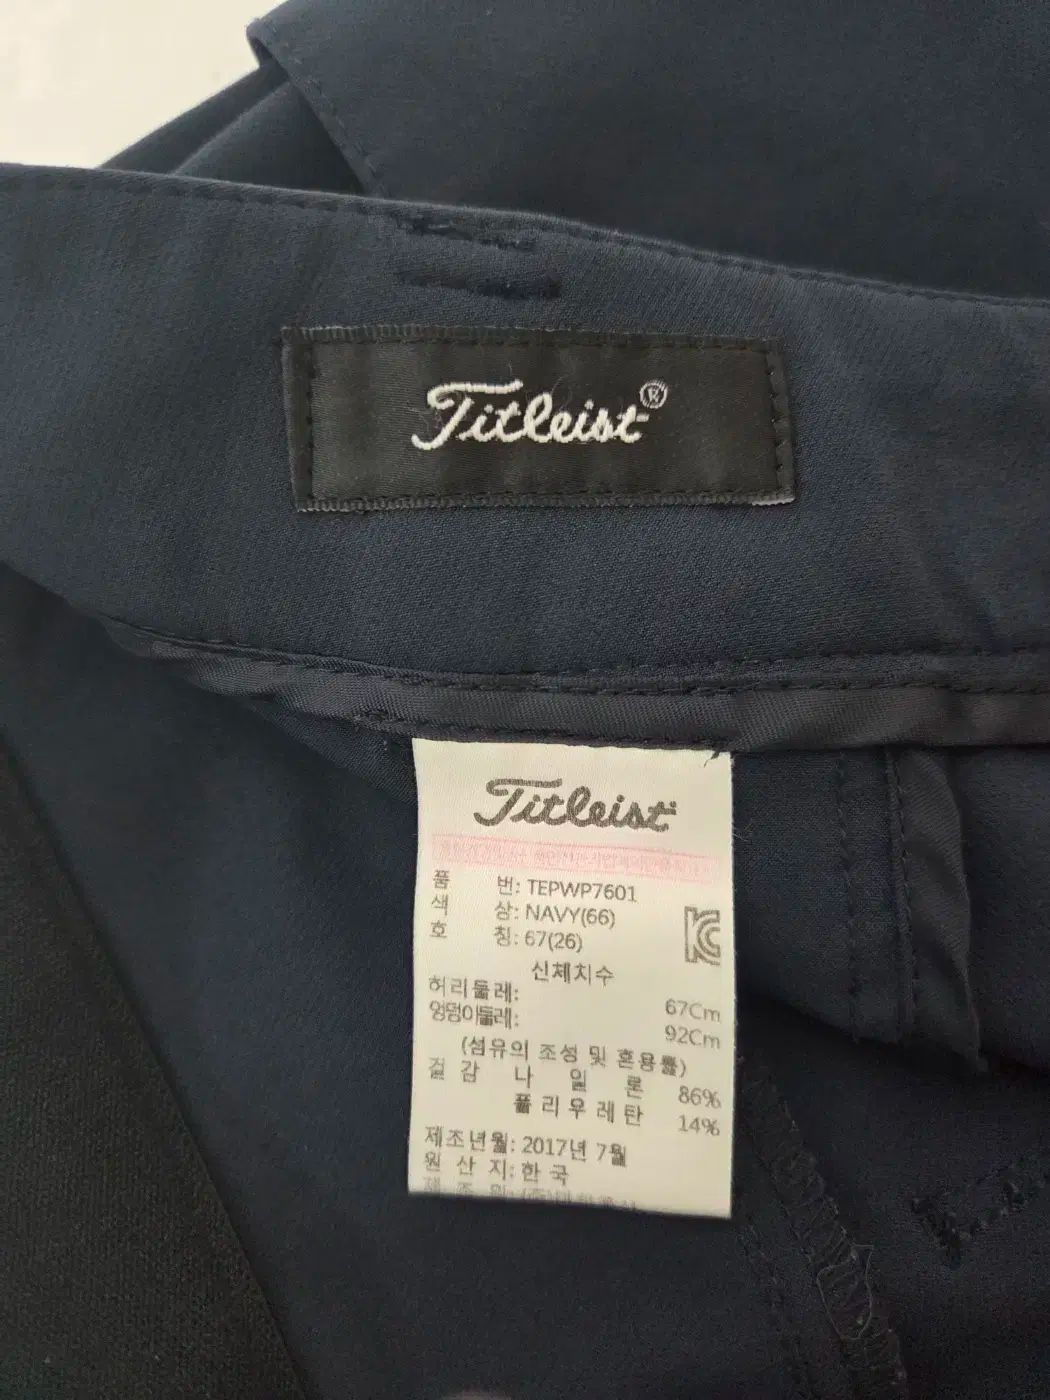 Titleist®
Titleist
품 번: TEPWP7601
색 상: NAVY(66)
호 칭: 67(26)
신체치수
허리둘레: 67Cm
엉덩이둘레: 92Cm
(섬유의 조성 및 혼용률)
겉 감 나 일 론 86%
폴 리 우 레 탄 14%
제조년월: 2017년 7월
원 산 지: 한 국